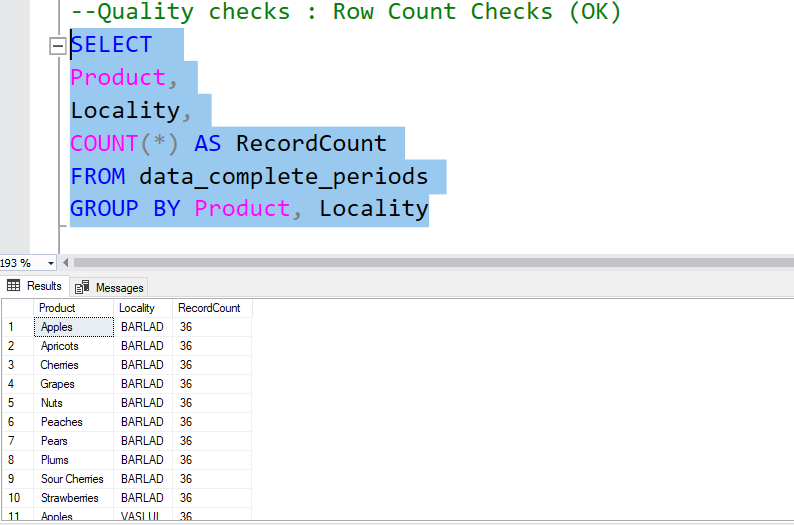 --Quality checks : Row Count Checks (OK)
SELECT
Product,
Locality,
COUNT(*) AS RecordCount
FROM data_complete_periods
GROUP BY Product, Locality
193 %
Results Messages
Product Locality RecordCount
1 Apples BARLAD 36
2 Apricots BARLAD 36
3 Cherries BARLAD 36
4 Grapes BARLAD 36
5 Nuts BARLAD 36
6 Peaches BARLAD 36
7 Pears BARLAD 36
8 Plums BARLAD 36
9 Sour Cherries BARLAD 36
10 Strawberries BARLAD 36
11 Apples VASLUI 36